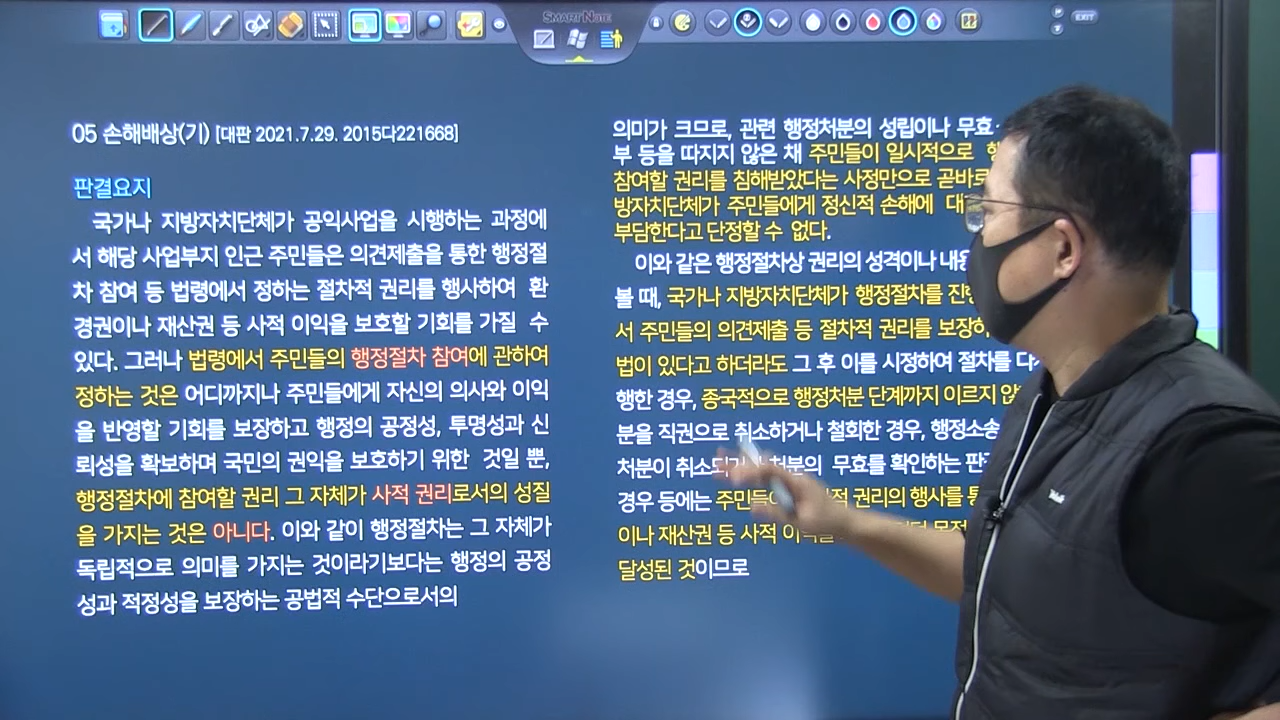 SMARTNOTE
EXIT
05 손해배상(기) [대판 2021.7.29. 2015다221668]
판결요지
국가나 지방자치단체가 공익사업을 시행하는 과정에
서 해당 사업부지 인근 주민들은 의견제출을 통한 행정절
차 참여 등 법령에서 정하는 절차적 권리를 행사하여 환
경권이나 재산권 등 사적 이익을 보호할 기회를 가질 수
있다. 그러나 법령에서 주민들의 행정절차 참여에 관하여
정하는 것은 어디까지나 주민들에게 자신의 의사와 이익
을 반영할 기회를 보장하고 행정의 공정성, 투명성과 신
뢰성을 확보하며 국민의 권익을 보호하기 위한 것일 뿐,
행정절차에 참여할 권리 그 자체가 사적 권리로서의 성질
을 가지는 것은 아니다. 이와 같이 행정절차는 그 자체가
독립적으로 의미를 가지는 것이라기보다는 행정의 공정
성과 적정성을 보장하는 공법적 수단으로서의
의미가 크므로, 관련 행정처분의 성립이나 무효
부 등을 따지지 않은 채 주민들이 일시적으로
참여할 권리를 침해받았다는 사정만으로 곧바로
방자치단체가 주민들에게 정신적 손해에
부담한다고 단정할 수 없다.
이와 같은 행정절차상 권리의 성격이나
볼 때, 국가나 지방자치단체가 행정절차를
서 주민들의 의견제출 등 절차적 권리를
법이 있다고 하더라도 그 후 이를 시정하여 절차를
행한 경우, 종국적으로 행정처분 단계까지 이르지
분을 직권으로 취소하거나 철회한 경우,
처분이 처분의 무효를 확인하는
경우 등에는 권리의 행사를
이나 재산권 등 사적
달성된 것이므로